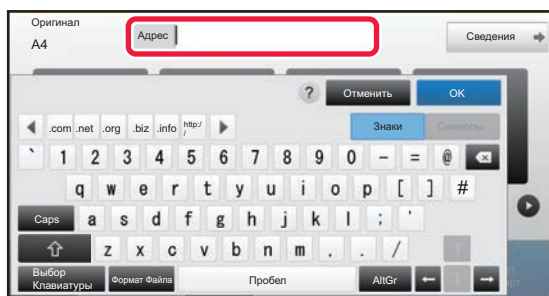 Оригинал
A4
Адрес
Сведения
? Отменить OK
.com .net .org .biz .info http:/ /
Знаки Символы
` 1 2 3 4 5 6 7 8 9 0 - = @
q w e r t y u i o p [ ] #
Caps a s d f g h j k l ; '
z x c v b n m , . /
Выбор Клавиатуры Формат Файла Пробел AltGr